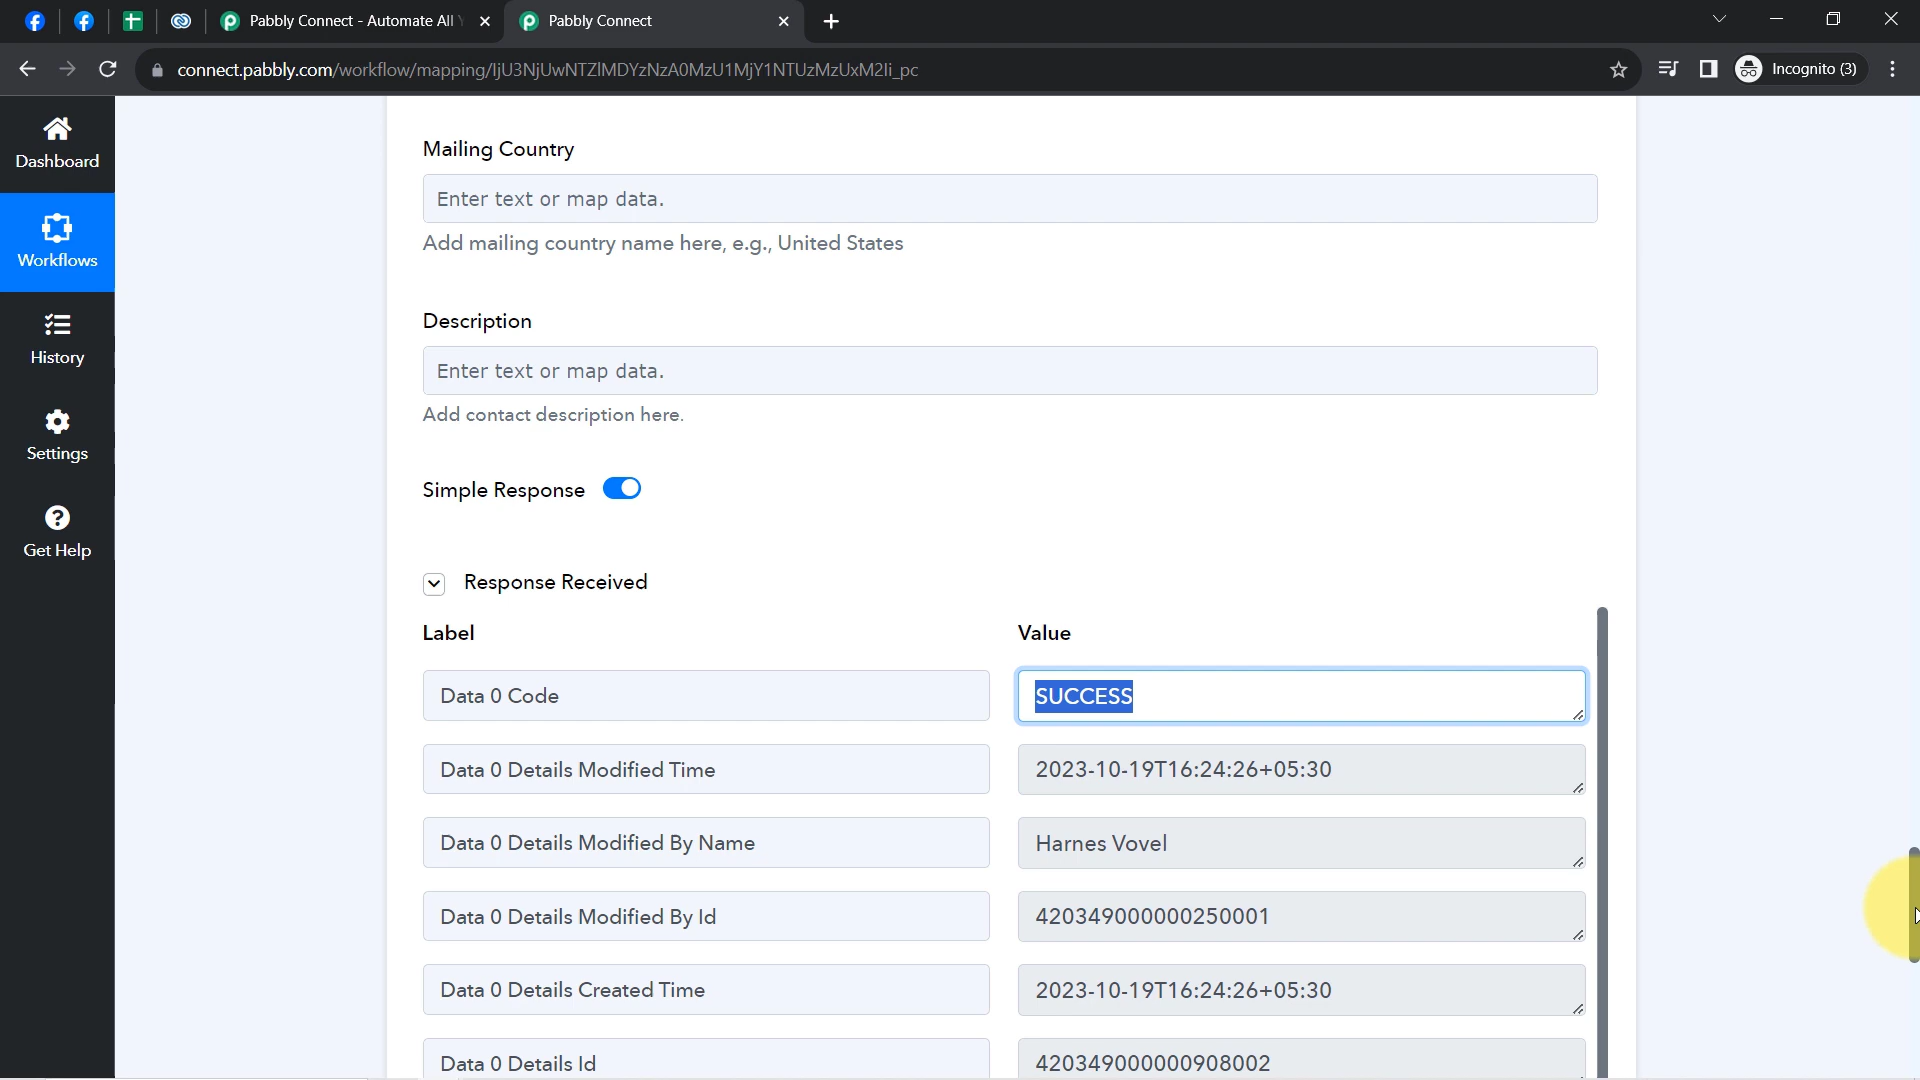 Pabbly Connect - Automate All
Pabbly Connect
connect.pabbly.com/workflow/mapping/IjU3NjUwNTZlMDYzNzA0MzU1MjY1NTUzMzUxM2Ii_pc
Incognito (3)
Dashboard
Workflows
History
Settings
Get Help
Mailing Country
Enter text or map data.
Add mailing country name here, e.g., United States
Description
Enter text or map data.
Add contact description here.
Simple Response
Response Received
Label Value
Data 0 Code SUCCESS
Data 0 Details Modified Time 2023-10-19T16:24:26+05:30
Data 0 Details Modified By Name Harnes Vovel
Data 0 Details Modified By Id 420349000000250001
Data 0 Details Created Time 2023-10-19T16:24:26+05:30
Data 0 Details Id 420349000000908002